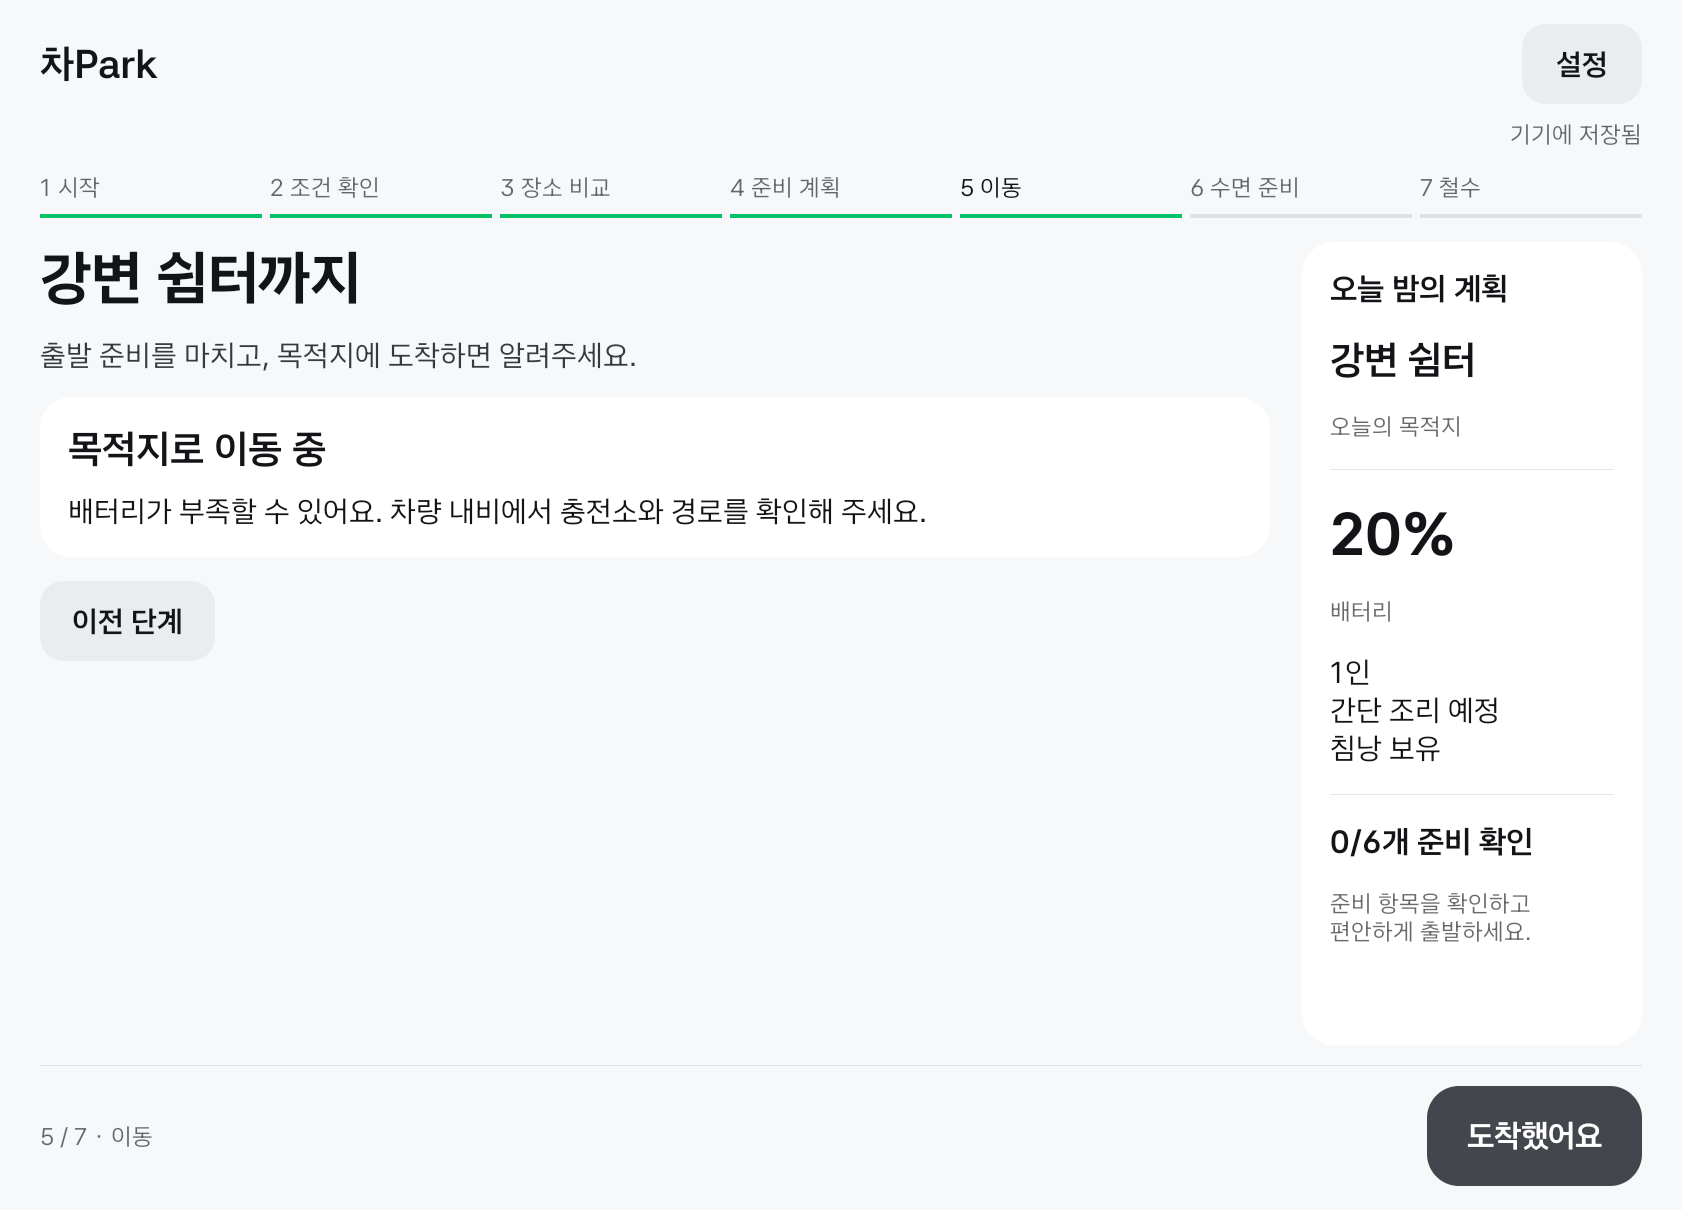 차Park
설정
기기에 저장됨
1 시작
2 조건 확인
3 장소 비교
4 준비 계획
5 이동
6 수면 준비
7 철수
강변 쉼터까지
출발 준비를 마치고, 목적지에 도착하면 알려주세요.
목적지로 이동 중
배터리가 부족할 수 있어요. 차량 내비에서 충전소와 경로를 확인해 주세요.
이전 단계
오늘 밤의 계획
강변 쉼터
오늘의 목적지
20%
배터리
1인
간단 조리 예정
침낭 보유
0/6개 준비 확인
준비 항목을 확인하고
편안하게 출발하세요.
5 / 7 · 이동
도착했어요